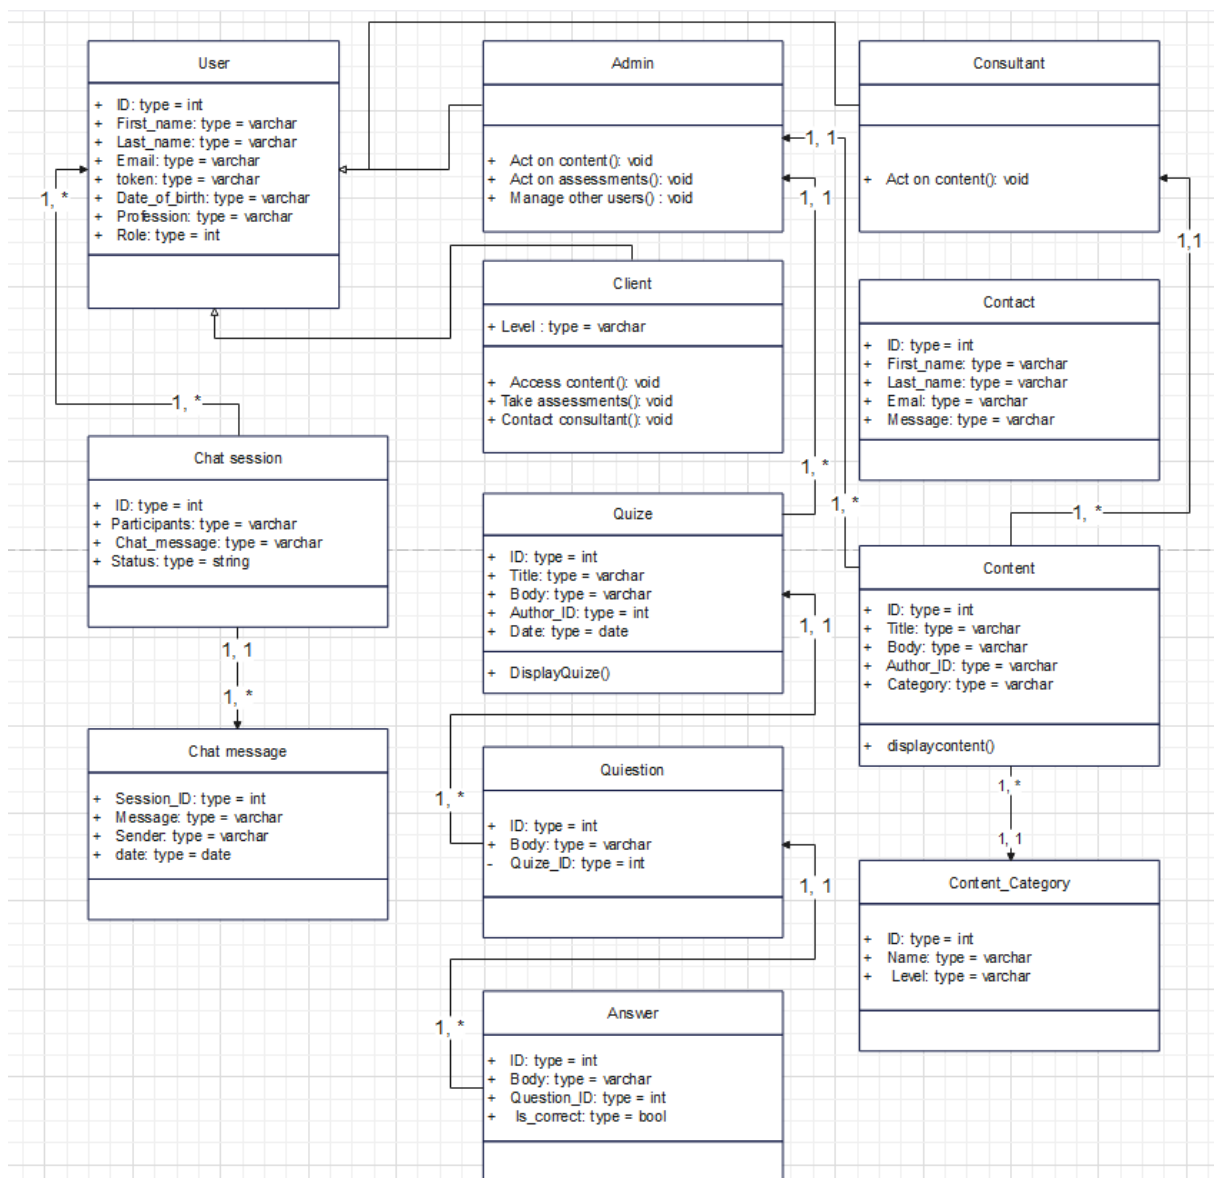 User
+ ID: type = int
+ First_name: type = varchar
+ Last_name: type = varchar
+ Email: type = varchar
+ token: type = varchar
+ Date_of_birth: type = varchar
+ Profession: type = varchar
+ Role: type = int
Admin
+ Act on content(): void
+ Act on assessments(): void
+ Manage other users() : void
Consultant
+ Act on content(): void
1, *
1, 1
1, 1
1,1
Client
+ Level : type = varchar
+ Access content(): void
+ Take assessments(): void
+ Contact consultant(): void
Contact
+ ID: type = int
+ First_name: type = varchar
+ Last_name: type = varchar
+ Emal: type = varchar
+ Message: type = varchar
1, *
1, *
1, *
1, *
Chat session
+ ID: type = int
+ Participants: type = varchar
+ Chat_message: type = varchar
+ Status: type = string
1, 1
1, *
Chat message
+ Session_ID: type = int
+ Message: type = varchar
+ Sender: type = varchar
+ date: type = date
Quize
+ ID: type = int
+ Title: type = varchar
+ Body: type = varchar
+ Author_ID: type = int
+ Date: type = date
+ DisplayQuize()
1, 1
1, *
Quiestion
+ ID: type = int
+ Body: type = varchar
- Quize_ID: type = int
1, 1
1, *
Answer
+ ID: type = int
+ Body: type = varchar
+ Question_ID: type = int
+ Is_correct: type = bool
Content
+ ID: type = int
+ Title: type = varchar
+ Body: type = varchar
+ Author_ID: type = varchar
+ Category: type = varchar
+ displaycontent()
1, *
1, 1
Content_Category
+ ID: type = int
+ Name: type = varchar
+ Level: type = varchar